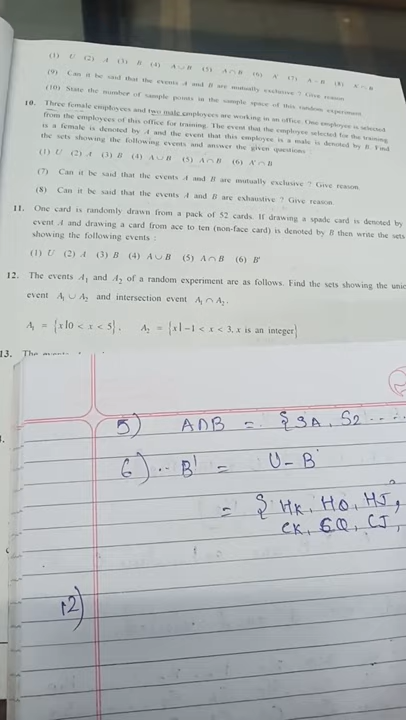 (1) U (2) A (3) B (4) A ∪ B (5) A ∩ B (6) A' (7) A − B (8)
(9) Can it be said that the events A and B are mutually exclusive ? Give reason.
(10) State the number of sample points in the sample space of this random experiment.
10. Three female employees and two male employees are working in an office. One employee is selected
from the employees of this office for training. The event that the employee selected for the training
is a female is denoted by A and the event that this employee is a male is denoted by B. Find
the sets showing the following events and answer the given questions :
(1) U (2) A (3) B (4) A ∪ B (5) A ∩ B (6) A' ∩ B
(7) Can it be said that the events A and B are mutually exclusive ? Give reason.
(8) Can it be said that the events A and B are exhaustive ? Give reason.
11. One card is randomly drawn from a pack of 52 cards. If drawing a spade card is denoted by
event A and drawing a card from ace to ten (non-face card) is denoted by B then write the sets
showing the following events :
(1) U (2) A (3) B (4) A ∪ B (5) A ∩ B (6) B'
12. The events A₁ and A₂ of a random experiment are as follows. Find the sets showing the unio
event A₁ ∪ A₂ and intersection event A₁ ∩ A₂.
A₁ = {x|0 < x < 5}, A₂ = {x|−1 < x < 3, x is an integer}
13. The
5) A∩B = {SA, S2 ....
6) B' = U − B
= { HK, HQ, HJ,
CK, CQ, CJ,
12)